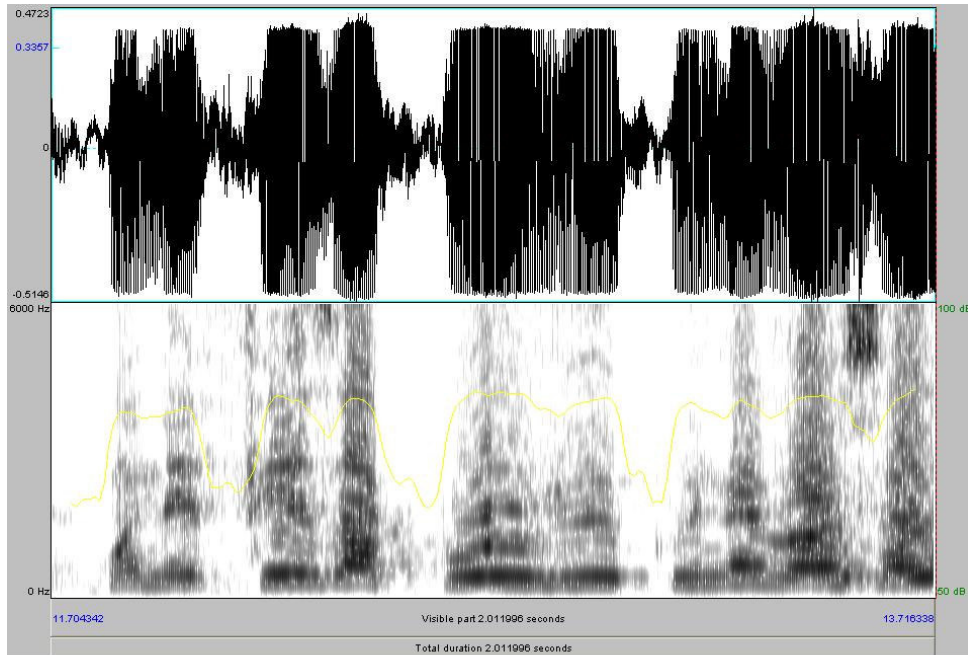 0.4723
0.3357
0
-0.5146
6000 Hz 100 dB
0 Hz 50 dB
11.704342 Visible part 2.011996 seconds 13.716338
Total duration 2.011996 seconds